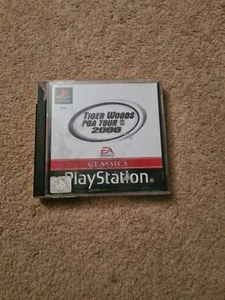 TIGER WOODS
PGA TOUR
2000
EA
CLASSICS
PlayStation